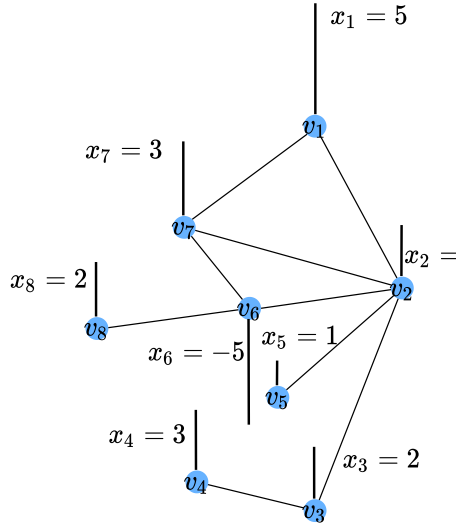 x₁ = 5
v₁
x₇ = 3
v₇
x₂ =
v₂
x₈ = 2
v₈
v₆
x₆ = −5
x₅ = 1
v₅
x₄ = 3
v₄
x₃ = 2
v₃